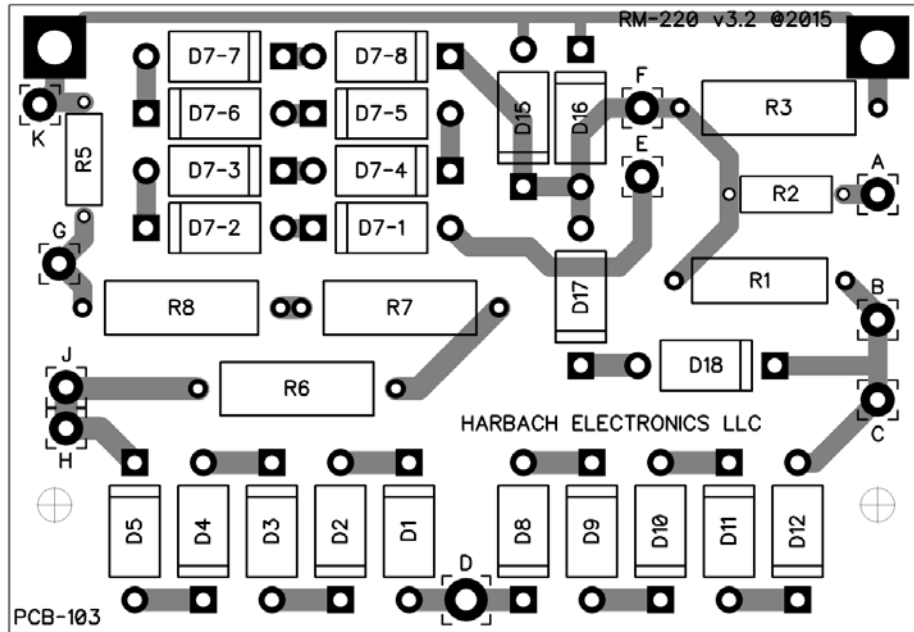 RM-220 v3.2 @2015
D7-7 D7-8
D7-6 D7-5
D7-3 D7-4
D7-2 D7-1
D15 D16
F
E
R3
A
R2
K
R5
G
R8 R7
D17
R1
B
J
R6
D18
C
H
HARBACH ELECTRONICS LLC
D5 D4 D3 D2 D1 D8 D9 D10 D11 D12
D
PCB-103